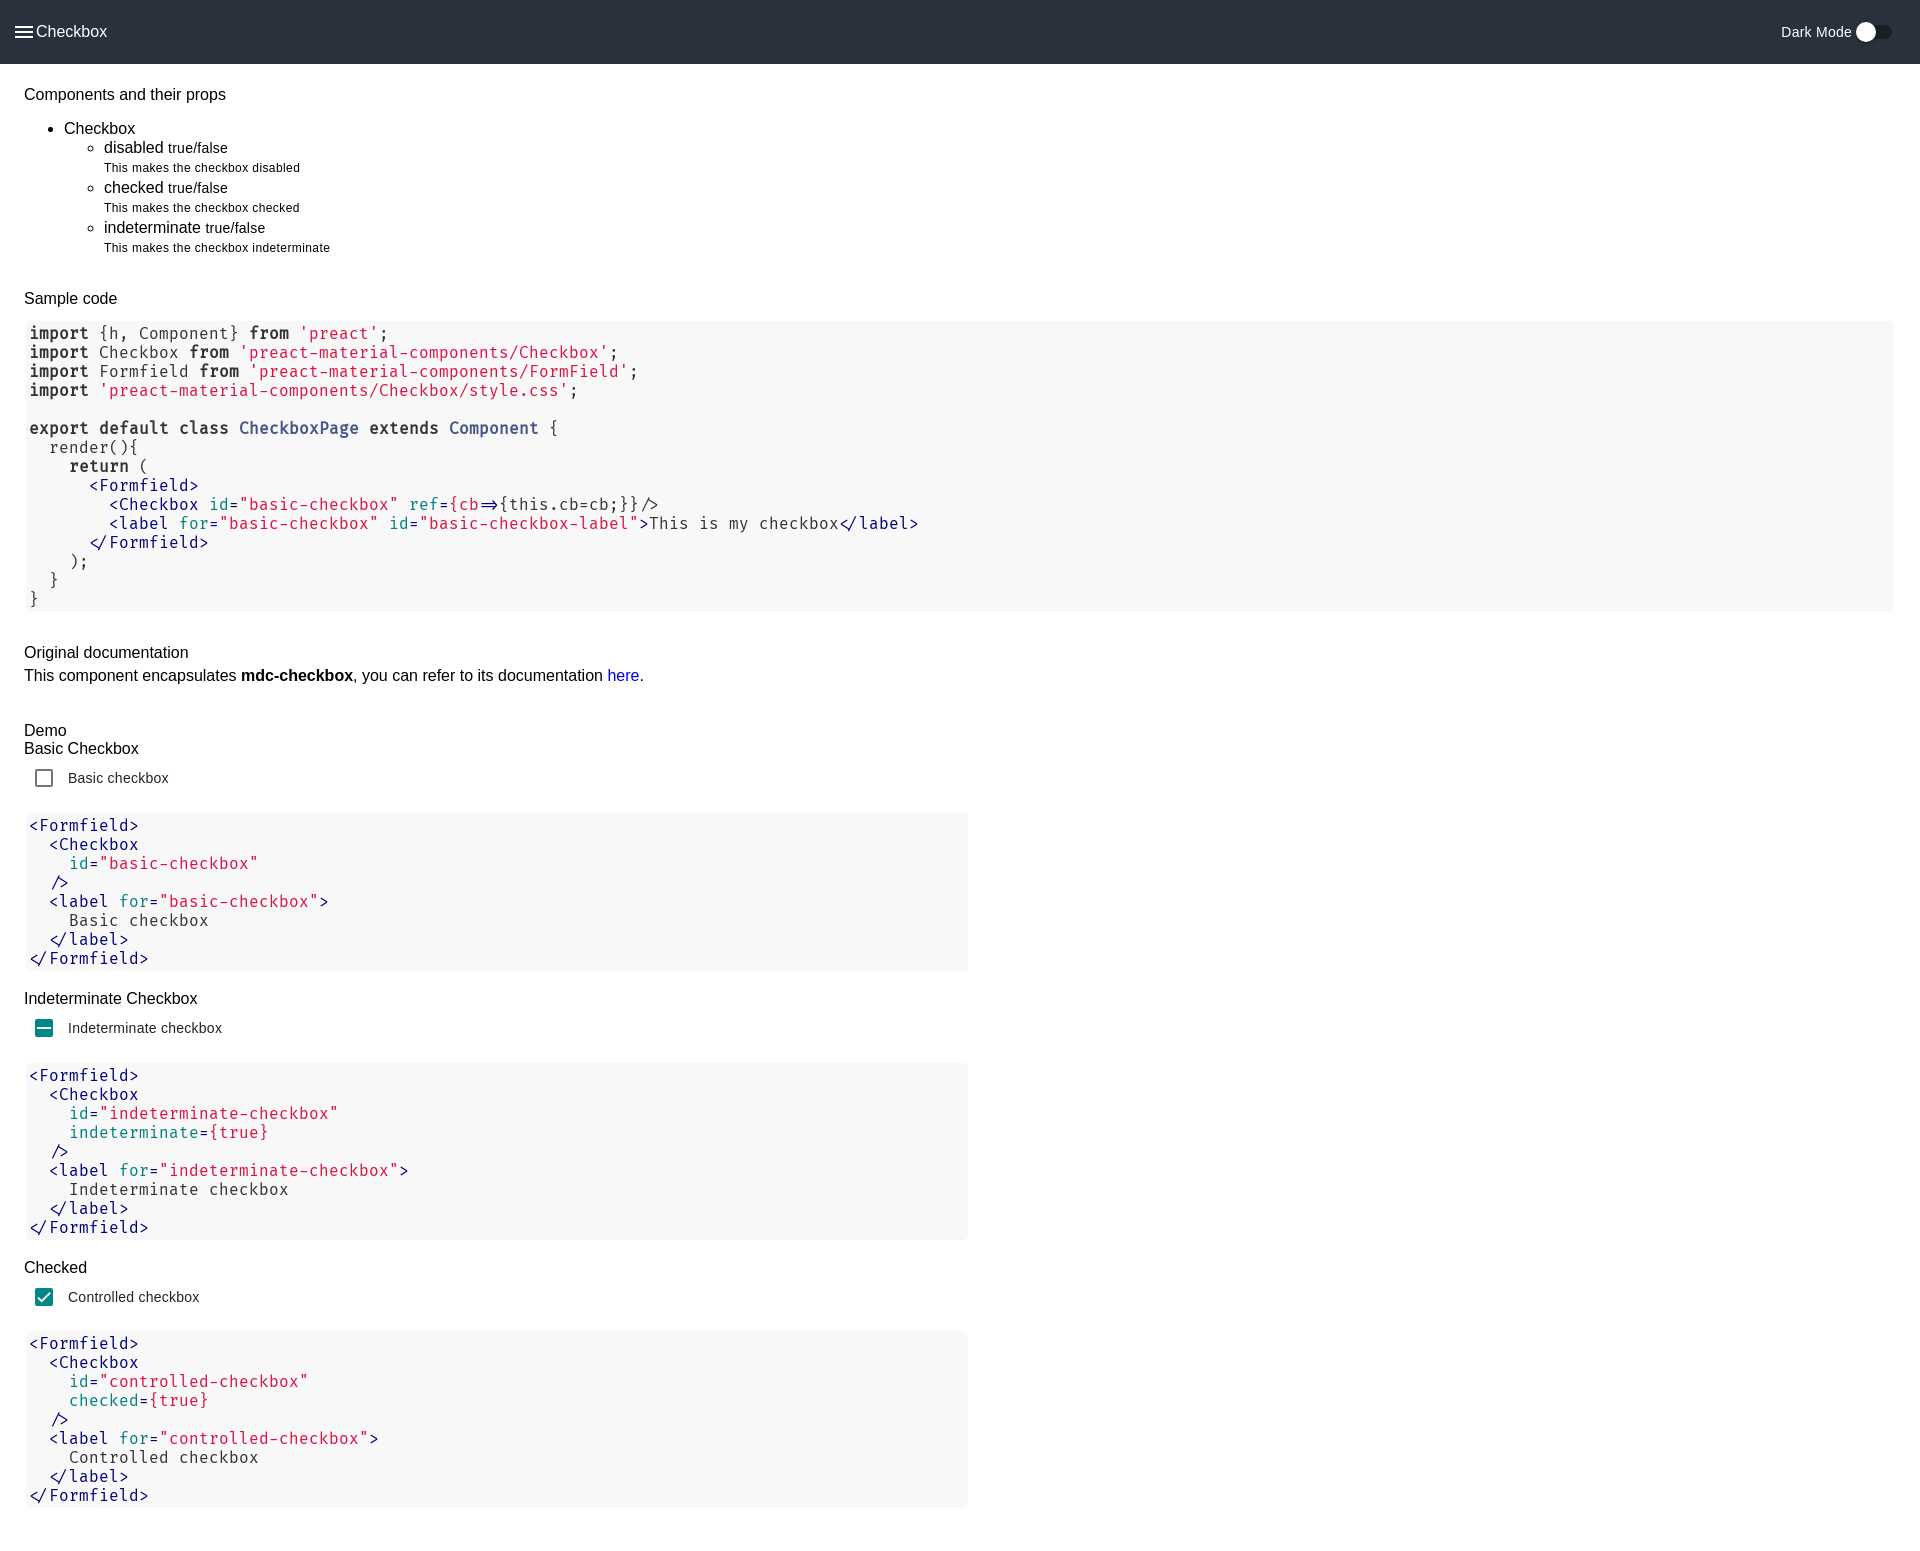 Checkbox
Dark Mode
Components and their props
Checkbox
disabled true/false
This makes the checkbox disabled
checked true/false
This makes the checkbox checked
indeterminate true/false
This makes the checkbox indeterminate
Sample code
import {h, Component} from 'preact';
import Checkbox from 'preact-material-components/Checkbox';
import Formfield from 'preact-material-components/FormField';
import 'preact-material-components/Checkbox/style.css';
export default class CheckboxPage extends Component {
  render(){
    return (
      <Formfield>
        <Checkbox id="basic-checkbox" ref={cb=>{this.cb=cb;}}/>
        <label for="basic-checkbox" id="basic-checkbox-label">This is my checkbox</label>
      </Formfield>
    );
  }
}
Original documentation
This component encapsulates mdc-checkbox, you can refer to its documentation here.
Demo
Basic Checkbox
Basic checkbox
<Formfield>
  <Checkbox
    id="basic-checkbox"
  />
  <label for="basic-checkbox">
    Basic checkbox
  </label>
</Formfield>
Indeterminate Checkbox
Indeterminate checkbox
<Formfield>
  <Checkbox
    id="indeterminate-checkbox"
    indeterminate={true}
  />
  <label for="indeterminate-checkbox">
    Indeterminate checkbox
  </label>
</Formfield>
Checked
Controlled checkbox
<Formfield>
  <Checkbox
    id="controlled-checkbox"
    checked={true}
  />
  <label for="controlled-checkbox">
    Controlled checkbox
  </label>
</Formfield>